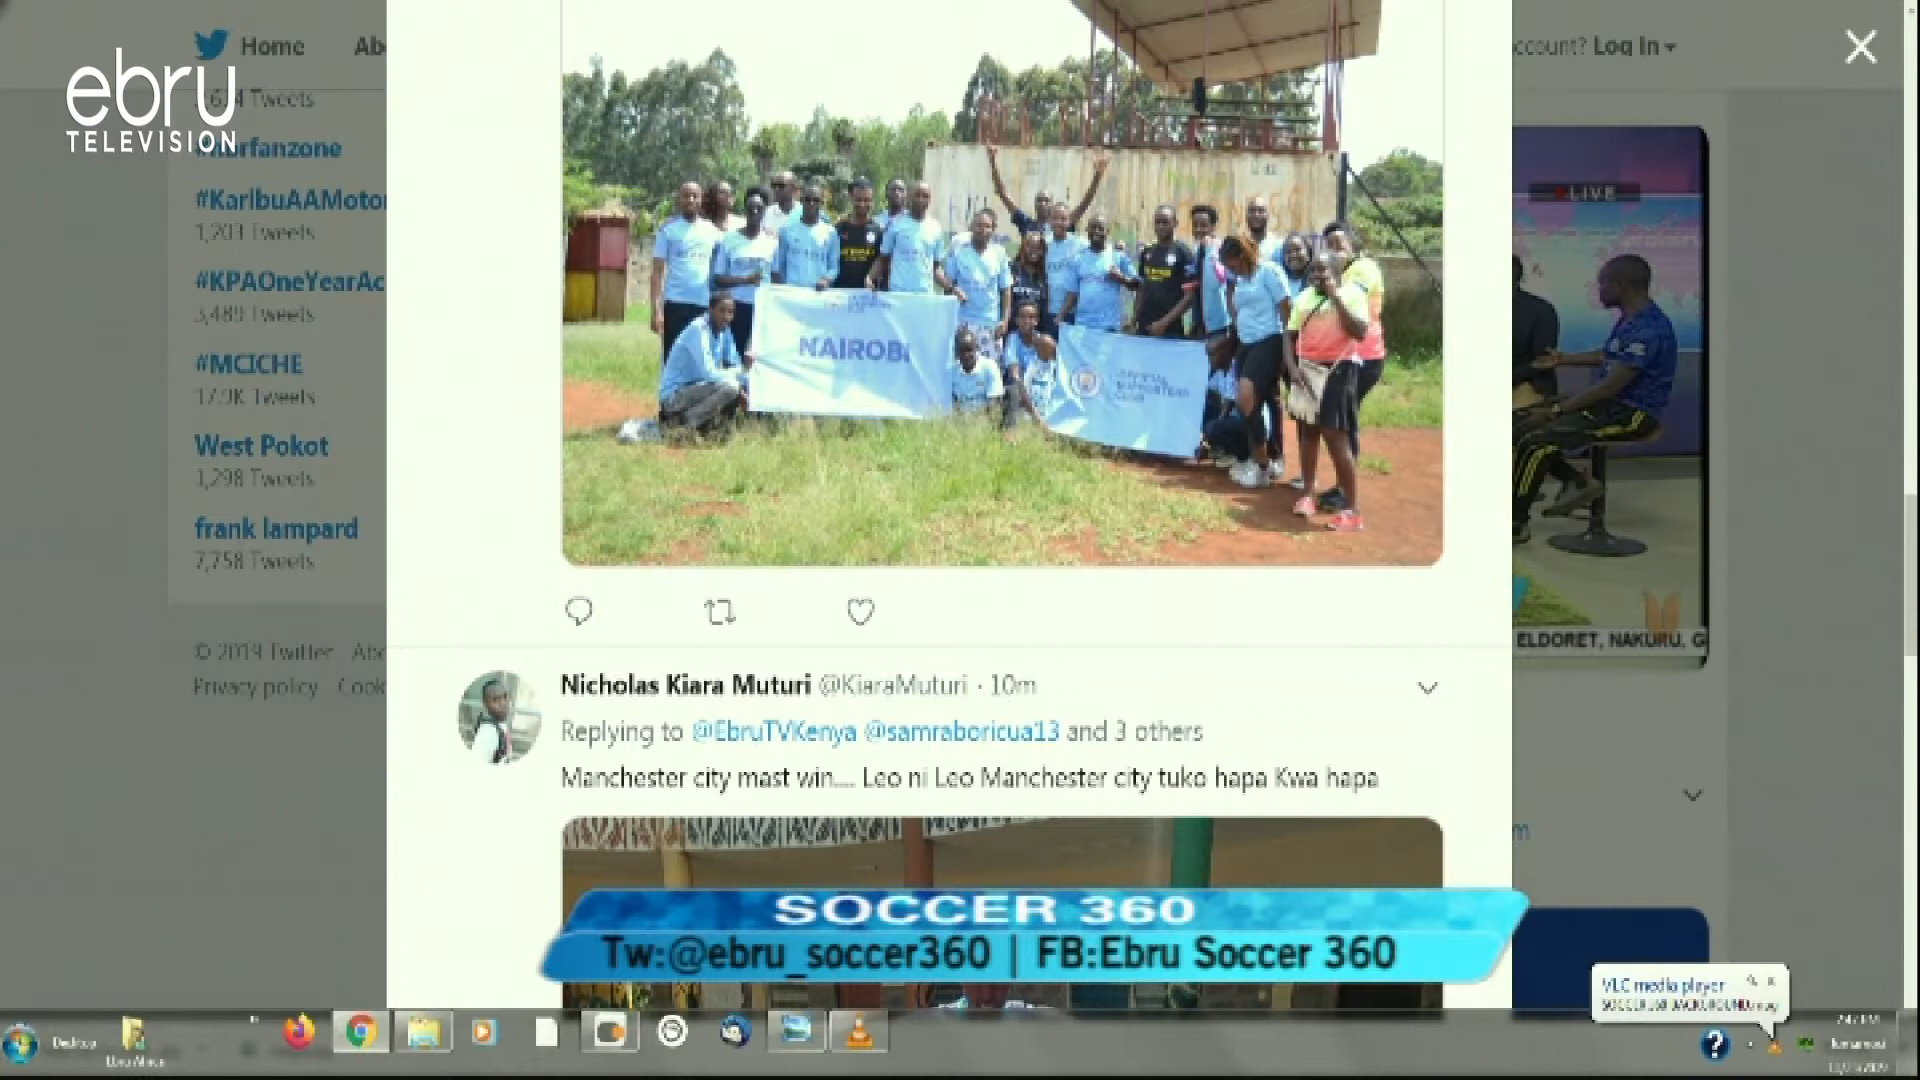 Home
ebru
TELEVISION
Log In
#KPAOneYearAc
3,489 Tweets
#KaribuAAMotor
1,203 Tweets
#MCICHE
17.9K Tweets
West Pokot
1,298 Tweets
frank lampard
7,758 Tweets
© 2019 Twitter
Privacy policy
LIVE
NAIROBI
ELDORET, NAKURU, G
Nicholas Kiara Muturi @KiaraMuturi · 10m
Replying to @EbruTVKenya @samraboricua13 and 3 others
Manchester city mast win.... Leo ni Leo Manchester city tuko hapa Kwa hapa
SOCCER 360
Tw:@ebru_soccer360 | FB:Ebru Soccer 360
VLC media player
Desktop